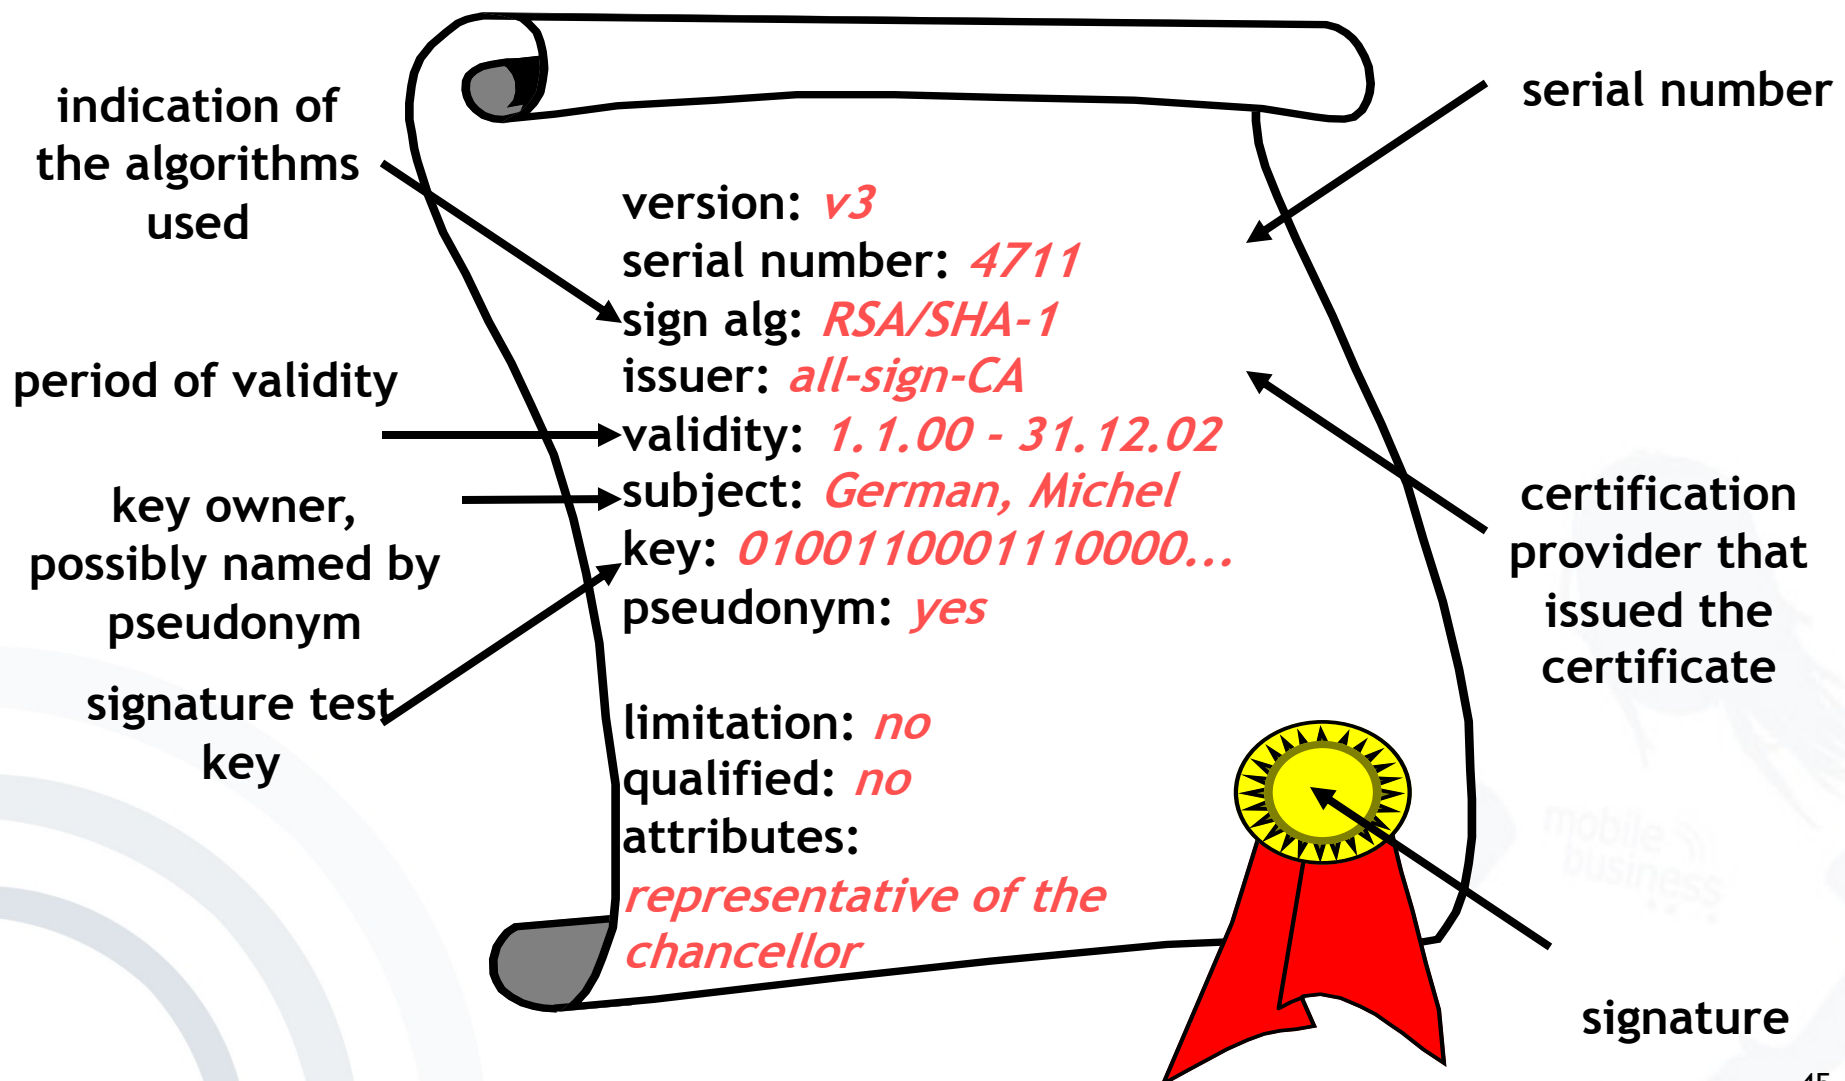 indication of
the algorithms
used
period of validity
key owner,
possibly named by
pseudonym
signature test
key
version: v3
serial number: 4711
sign alg: RSA/SHA-1
issuer: all-sign-CA
validity: 1.1.00 - 31.12.02
subject: German, Michel
key: 0100110001110000...
pseudonym: yes
limitation: no
qualified: no
attributes:
representative of the
chancellor
serial number
certification
provider that
issued the
certificate
mobile
business
signature
45